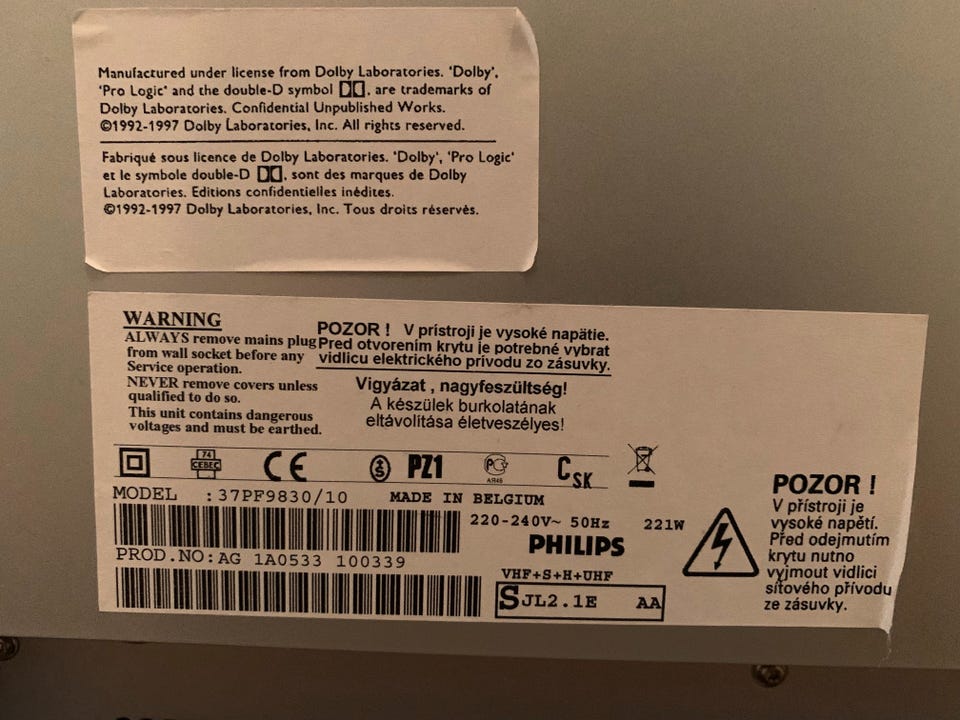 Manufactured under license from Dolby Laboratories. 'Dolby',
'Pro Logic' and the double-D symbol , are trademarks of
Dolby Laboratories. Confidential Unpublished Works.
©1992-1997 Dolby Laboratories, Inc. All rights reserved.
Fabriqué sous licence de Dolby Laboratories. 'Dolby', 'Pro Logic'
et le symbole double-D , sont des marques de Dolby
Laboratories. Editions confidentielles inédites.
©1992-1997 Dolby Laboratories, Inc. Tous droits réservés.
WARNING
ALWAYS remove mains plug
from wall socket before any
Service operation.
NEVER remove covers unless
qualified to do so.
This unit contains dangerous
voltages and must be earthed.
POZOR ! V prístroji je vysoké napätie.
Pred otvorením krytu je potrebné vybrat
vidlicu elektrického prívodu zo zásuvky.
Vigyázat , nagyfeszültség!
A készülek burkolatának
eltávolítása életveszélyes!
74
CEBEC
CE
S
PZ1
PC
АЯ46
CSK
MODEL :37PF9830/10 MADE IN BELGIUM
220-240V~ 50Hz 221W
PHILIPS
PROD.NO:AG 1A0533 100339
VHF+S+H+UHF
SJL2.1E AA
POZOR !
V přístroji je
vysoké napětí.
Před odejmutím
krytu nutno
vyjmout vidlici
síťového přívodu
ze zásuvky.